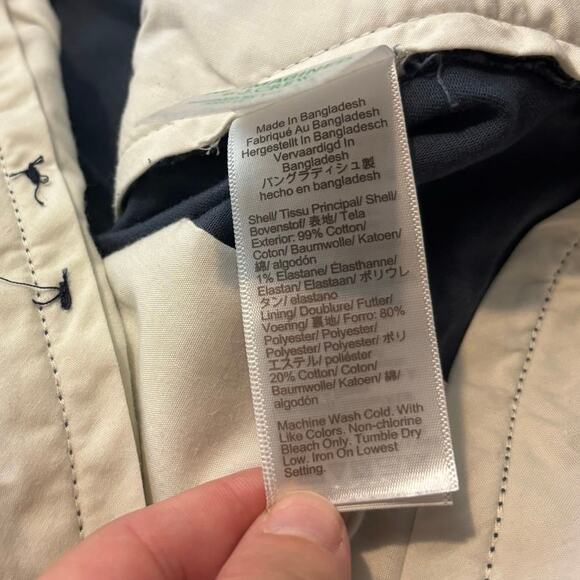 Made In Bangladesh
Fabriqué Au Bangladesh
Hergestellt In Bangladesch
Vervaardigd In
Bangladesh
バングラディシュ製
hecho en bangladesh
Shell/ Tissu Principal/ Shell/
Bovenstof/ 表地/ Tela
Exterior: 99% Cotton/
Coton/ Baumwolle/ Katoen/
綿/ algodón
1% Elastane/ Élasthanne/
Elastan/ Elastaan/ ポリウレ
タン/ elastano
Lining/ Doublure/ Futter/
Voering/ 裏地/ Forro: 80%
Polyester/ Polyester/
Polyester/ Polyester/ ポリ
エステル/ poliéster
20% Cotton/ Coton/
Baumwolle/ Katoen/ 綿/
algodón
Machine Wash Cold. With
Like Colors. Non-chlorine
Bleach Only. Tumble Dry
Low. Iron On Lowest
Setting.